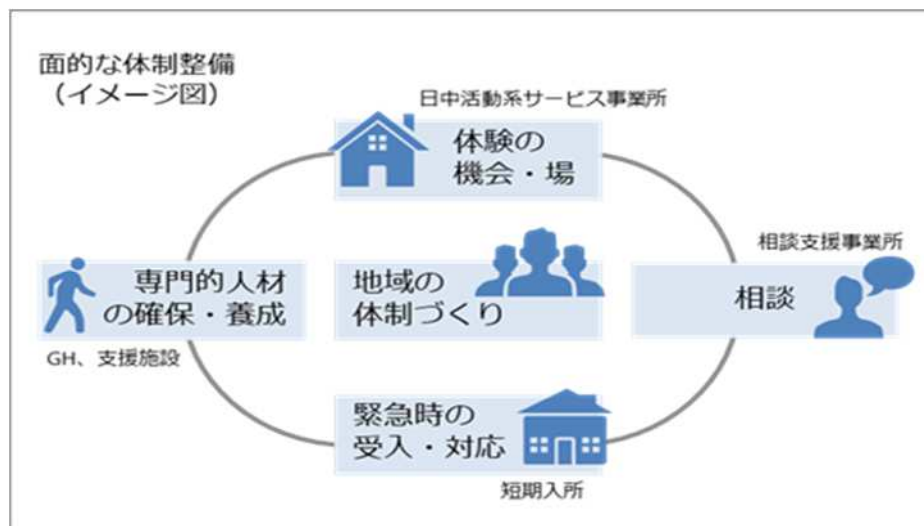 面的な体制整備
(イメージ図)
日中活動系サービス事業所
体験の
機会・場
相談支援事業所
専門的人材
の確保・養成
地域の
体制づくり
相談
GH、支援施設
緊急時の
受入・対応
短期入所